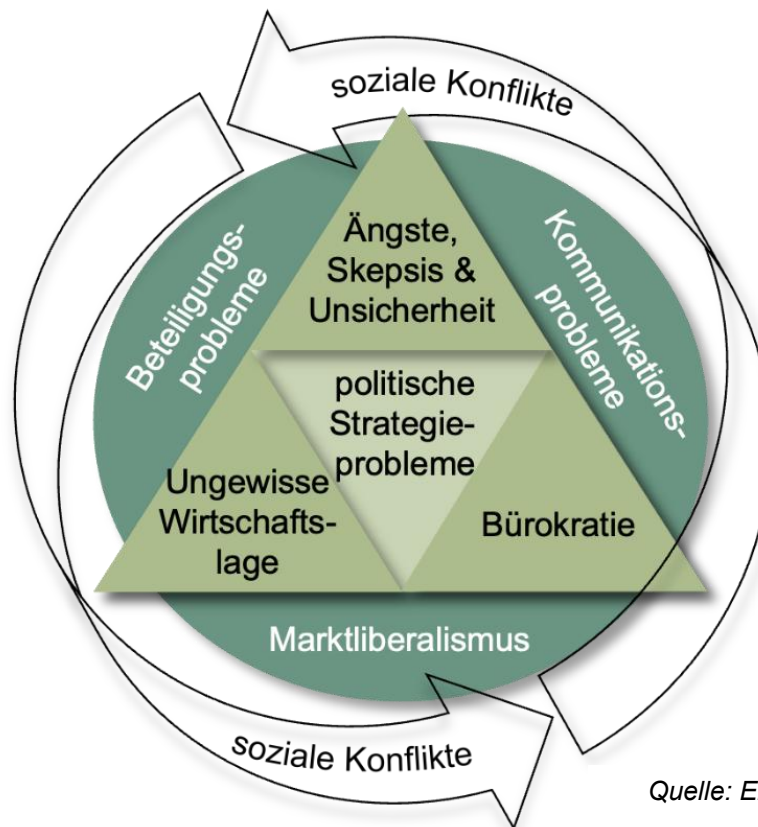 soziale Konflikte
Beteiligungs-
probleme
Kommunikations-
probleme
Ängste,
Skepsis &
Unsicherheit
politische
Strategie-
probleme
Ungewisse
Wirtschafts-
lage
Bürokratie
Marktliberalismus
soziale Konflikte
Quelle: